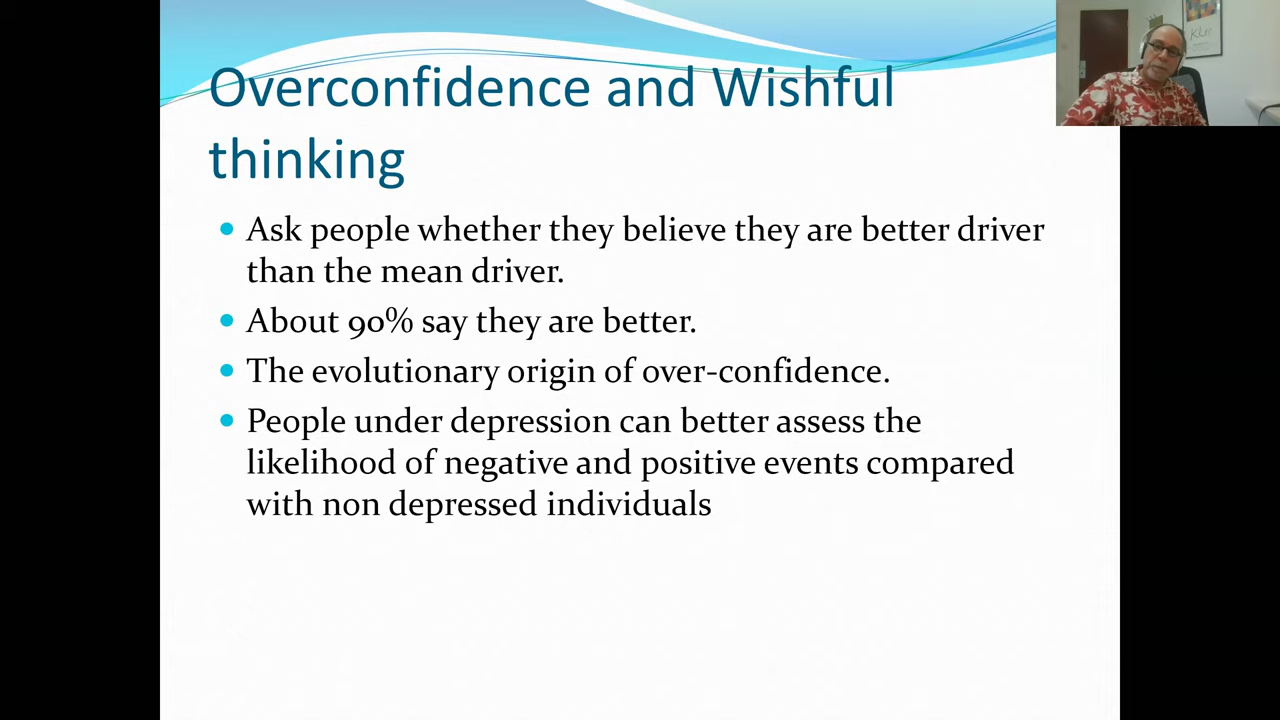 Overconfidence and Wishful
thinking
• Ask people whether they believe they are better driver
than the mean driver.
• About 90% say they are better.
• The evolutionary origin of over-confidence.
• People under depression can better assess the
likelihood of negative and positive events compared
with non depressed individuals